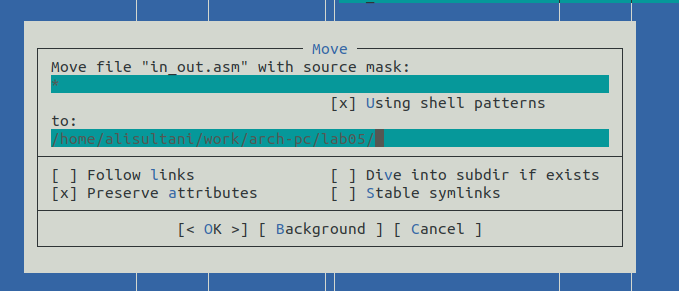 Move
Move file "in_out.asm" with source mask:
*
[x] Using shell patterns
to:
/home/alisultani/work/arch-pc/lab05/
[ ] Follow links [ ] Dive into subdir if exists
[x] Preserve attributes [ ] Stable symlinks
[< OK >] [ Background ] [ Cancel ]